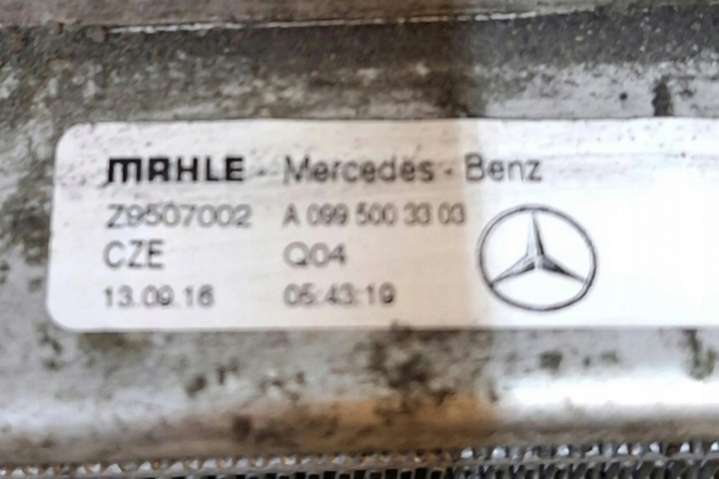 MAHLE - Mercedes - Benz
Z9507002 A 099 500 33 03
CZE Q04
13.09.16 05:43:19